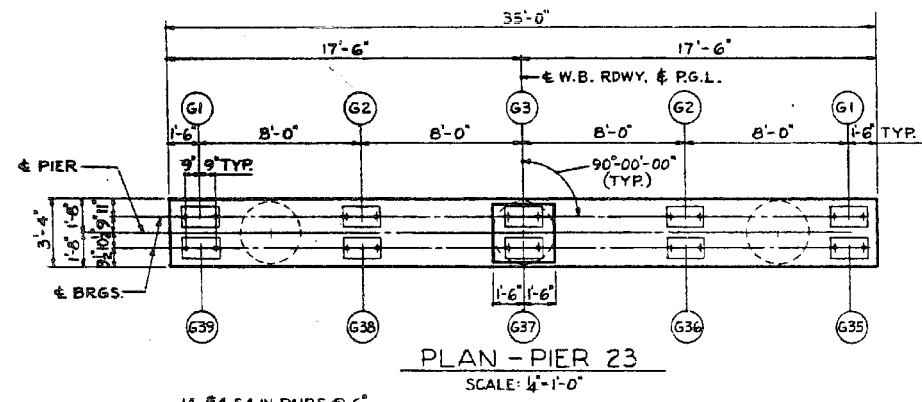 35'-0"
17'-6" 17'-6"
℄ W.B. RDWY. & P.G.L.
G1 G2 G3 G2 G1
1'-6" 8'-0" 8'-0" 8'-0" 8'-0" 1'-6" TYP.
9" 9" TYP.
℄ PIER
90°-00'-00"
(TYP.)
3'-4"
1'-8" 1'-8"
9" 11"
℄ BRGS.
1'-6" 1'-6"
G39 G38 G37 G36 G35
PLAN - PIER 23
SCALE: ¼"=1'-0"